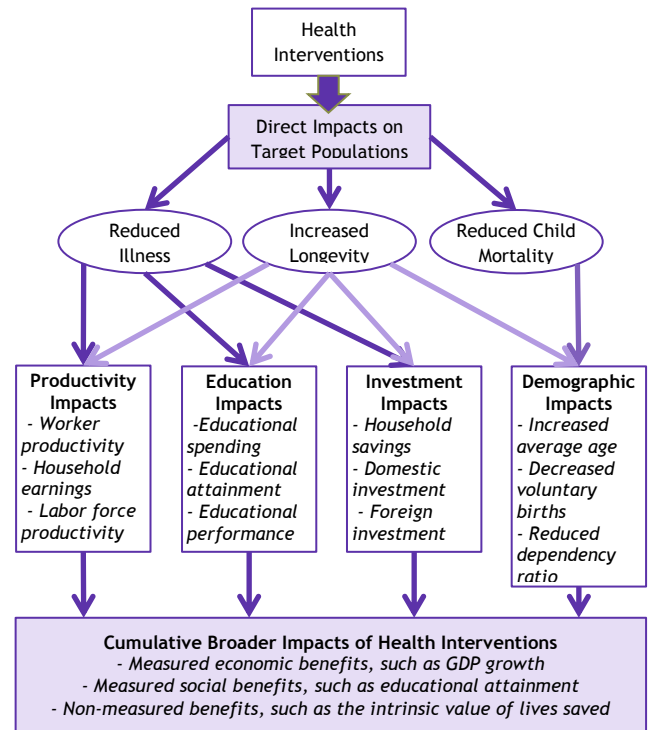 Health
Interventions
Direct Impacts on
Target Populations
Reduced
Illness
Increased
Longevity
Reduced Child
Mortality
Productivity
Impacts
- Worker
productivity
- Household
earnings
- Labor force
productivity
Education
Impacts
-Educational
spending
- Educational
attainment
- Educational
performance
Investment
Impacts
- Household
savings
- Domestic
investment
- Foreign
investment
Demographic
Impacts
- Increased
average age
- Decreased
voluntary
births
- Reduced
dependency
ratio
Cumulative Broader Impacts of Health Interventions
- Measured economic benefits, such as GDP growth
- Measured social benefits, such as educational attainment
- Non-measured benefits, such as the intrinsic value of lives saved